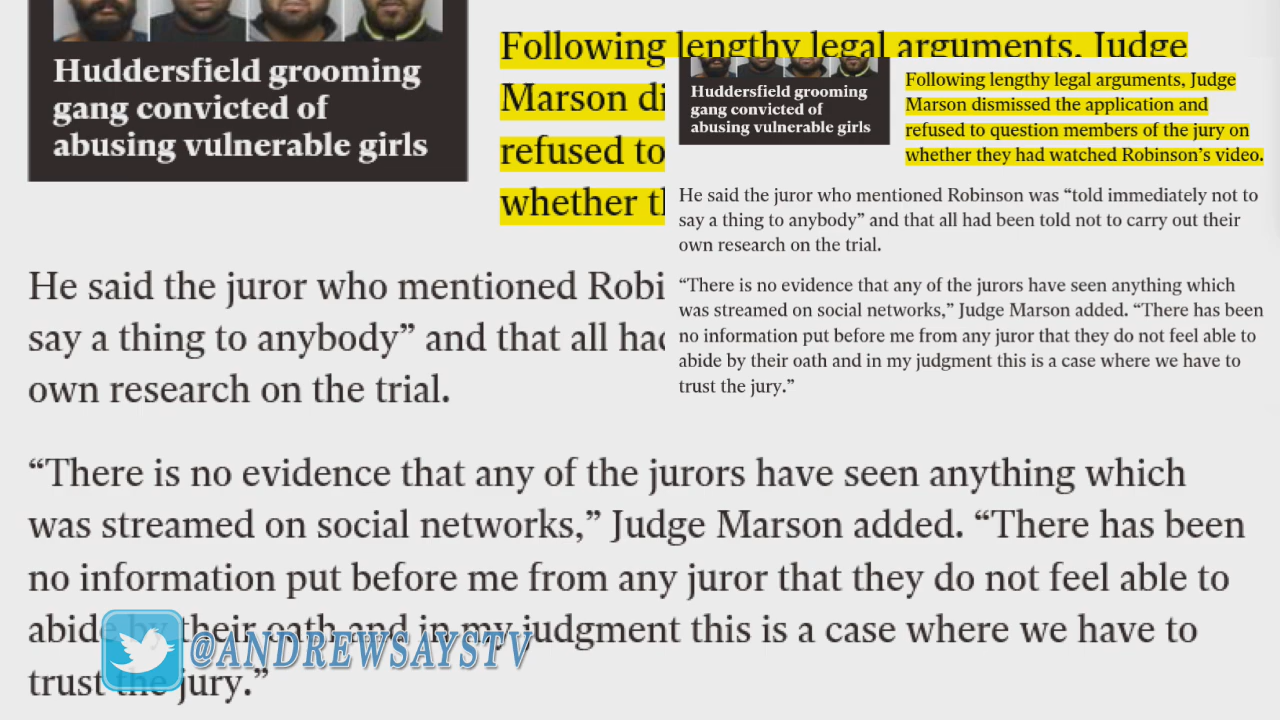 Huddersfield grooming
gang convicted of
abusing vulnerable girls
Following lengthy legal arguments, Judge
Marson di
refused to
whether th
He said the juror who mentioned Robi
say a thing to anybody” and that all had
own research on the trial.
“There is no evidence that any of the jurors have seen anything which
was streamed on social networks,” Judge Marson added. “There has been
no information put before me from any juror that they do not feel able to
abide by their oath and in my judgment this is a case where we have to
trust the jury.”
Huddersfield grooming
gang convicted of
abusing vulnerable girls
Following lengthy legal arguments, Judge
Marson dismissed the application and
refused to question members of the jury on
whether they had watched Robinson’s video.
He said the juror who mentioned Robinson was “told immediately not to
say a thing to anybody” and that all had been told not to carry out their
own research on the trial.
“There is no evidence that any of the jurors have seen anything which
was streamed on social networks,” Judge Marson added. “There has been
no information put before me from any juror that they do not feel able to
abide by their oath and in my judgment this is a case where we have to
trust the jury.”
@ANDREWSAYSTV